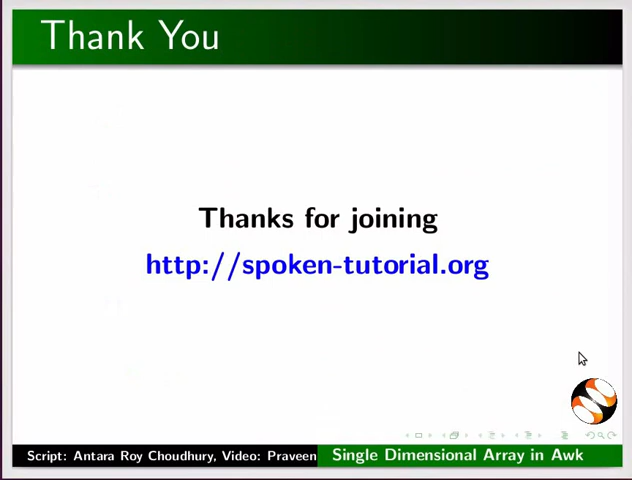 Thank You
Thanks for joining
http://spoken-tutorial.org
Script: Antara Roy Choudhury, Video: Praveen
Single Dimensional Array in Awk